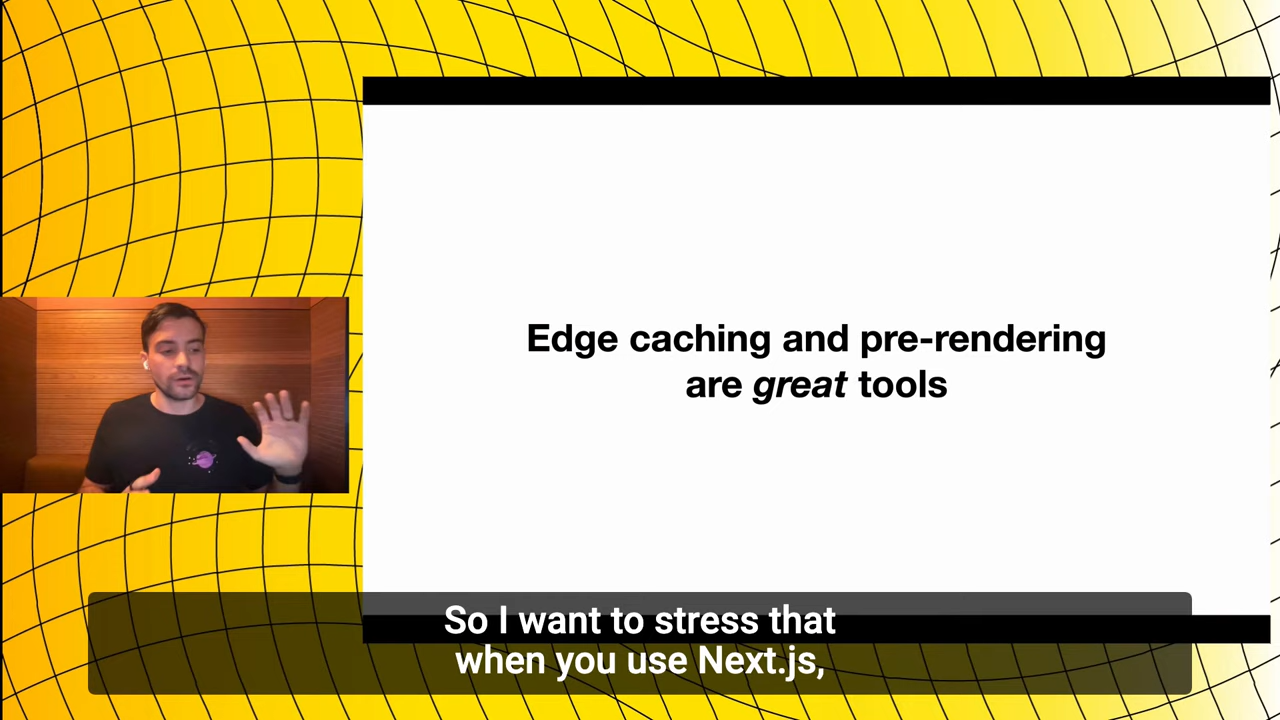 Edge caching and pre-rendering
are great tools
So I want to stress that
when you use Next.js,